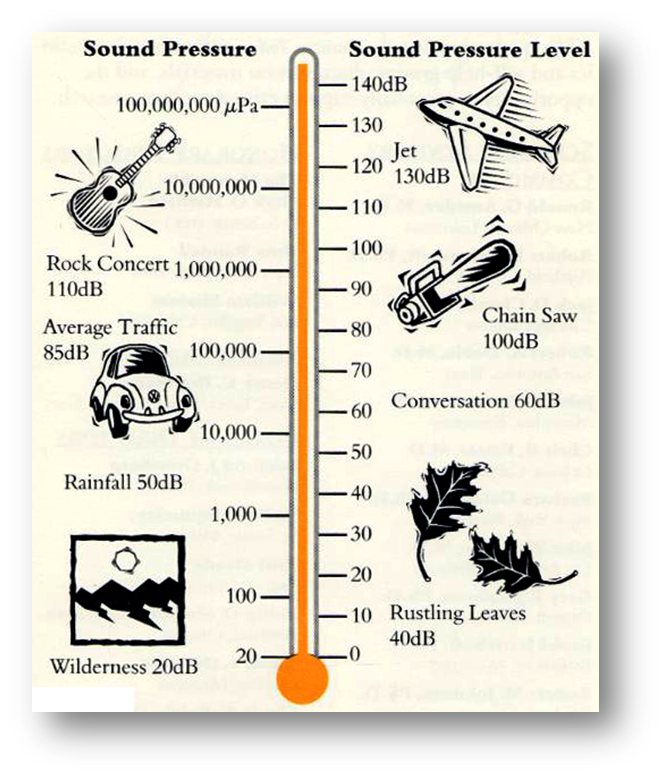 Sound Pressure
Sound Pressure Level
140dB
100,000,000 μPa
130
Jet
130dB
120
10,000,000
110
Rock Concert
110dB
1,000,000
100
90
Chain Saw
100dB
Average Traffic
85dB
80
100,000
70
Conversation 60dB
60
10,000
50
Rainfall 50dB
40
1,000
30
20
100
10
Rustling Leaves
40dB
Wilderness 20dB
20
0